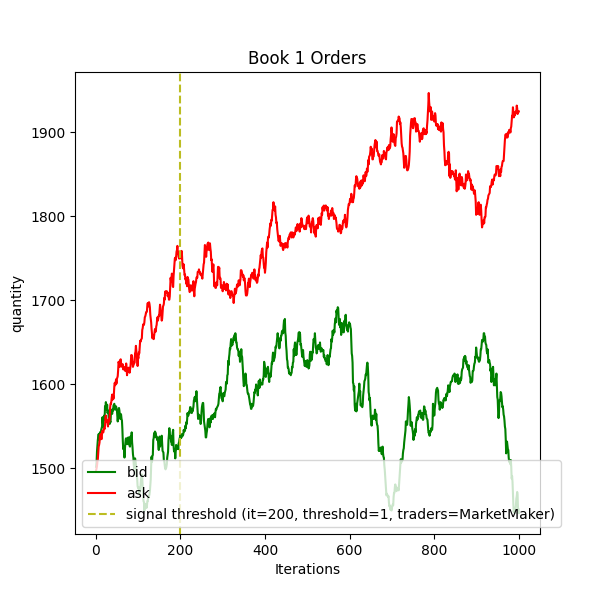 Book 1 Orders
quantity
1900
1800
1700
1600
1500
bid
ask
signal threshold (it=200, threshold=1, traders=MarketMaker)
0 200 400 600 800 1000
Iterations